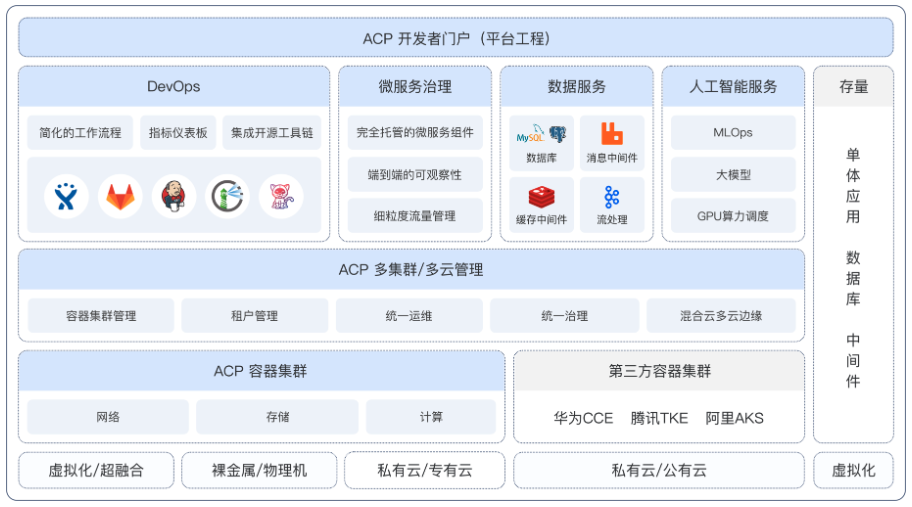 ACP 开发者门户（平台工程）
DevOps
简化的工作流程
指标仪表板
集成开源工具链
微服务治理
完全托管的微服务组件
端到端的可观察性
细粒度流量管理
数据服务
MySQL
数据库
消息中间件
缓存中间件
流处理
人工智能服务
MLOps
大模型
GPU算力调度
存量
单体应用 数据库 中间件
ACP 多集群/多云管理
容器集群管理
租户管理
统一运维
统一治理
混合云多云边缘
ACP 容器集群
网络
存储
计算
第三方容器集群
华为CCE 腾讯TKE 阿里AKS
虚拟化/超融合
裸金属/物理机
私有云/专有云
私有云/公有云
虚拟化